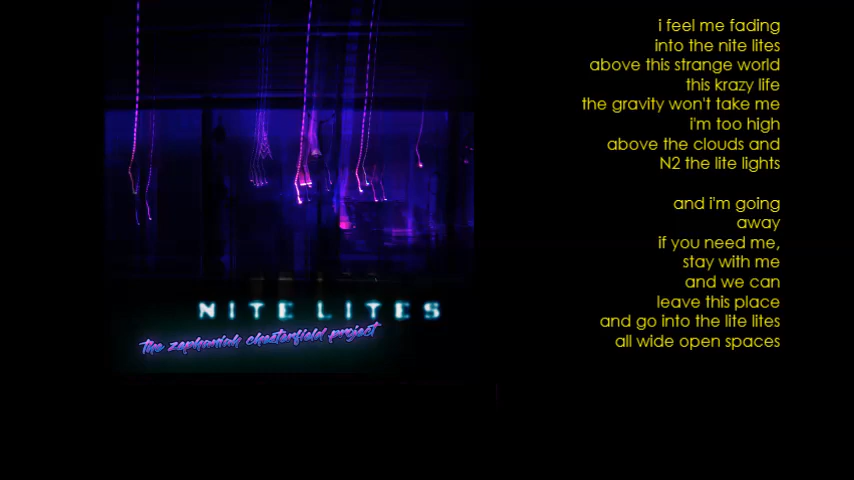 i feel me fading
into the nite lites
above this strange world
this krazy life
the gravity won't take me
i'm too high
above the clouds and
N2 the lite lights
and i'm going
away
if you need me,
stay with me
and we can
leave this place
and go into the lite lites
all wide open spaces
NITE LITES
the zephaniah chesterfield project